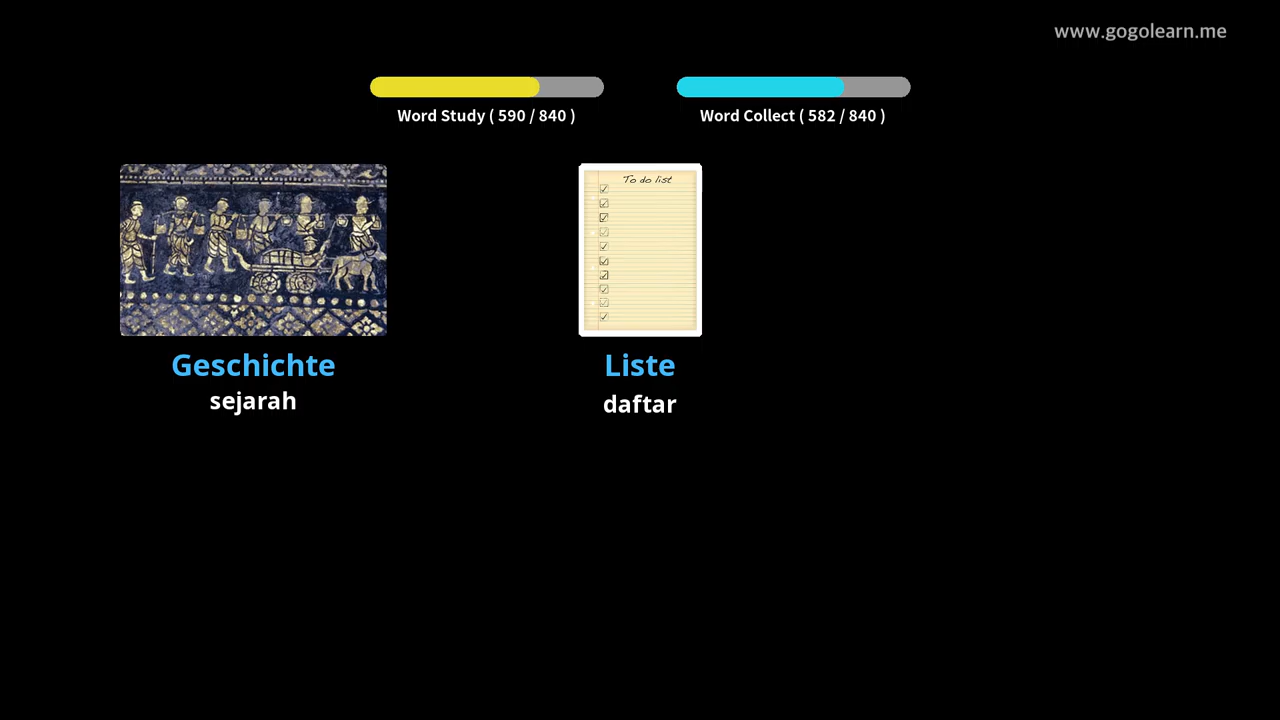 www.gogolearn.me
Word Study ( 590 / 840 )
Word Collect ( 582 / 840 )
To do list
Geschichte
sejarah
Liste
daftar